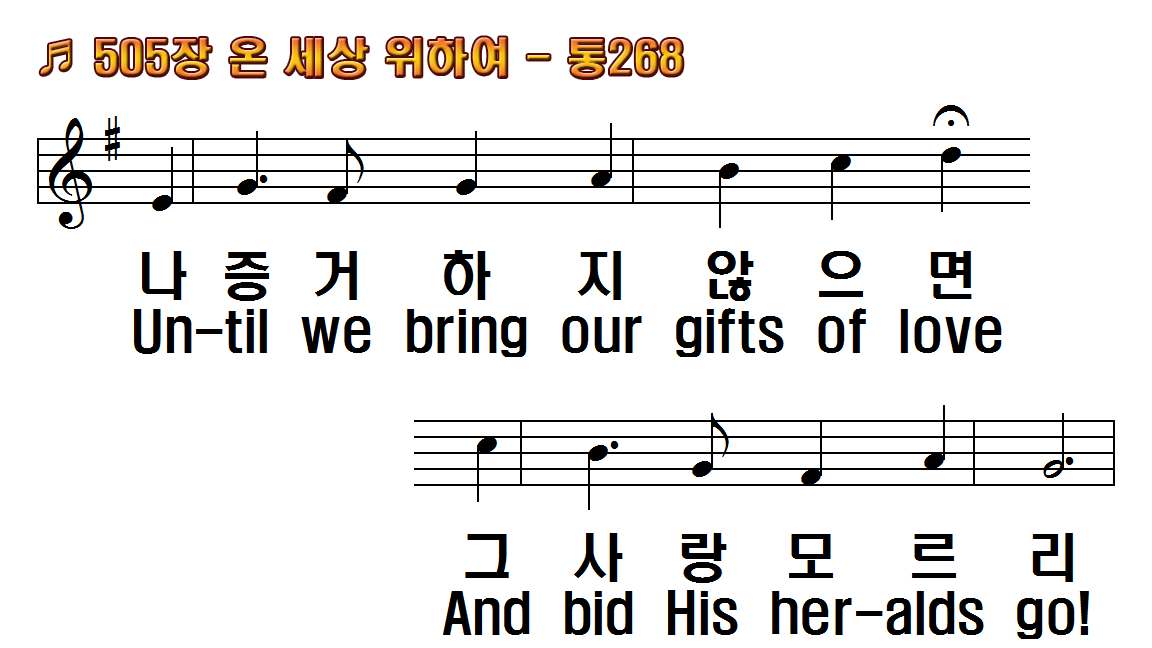 ♬ 505장 온 세상 위하여 - 통268
나 증 거 하 지 않 으 면
Un-til we bring our gifts of love
그 사 랑 모 르 리
And bid His her-alds go!